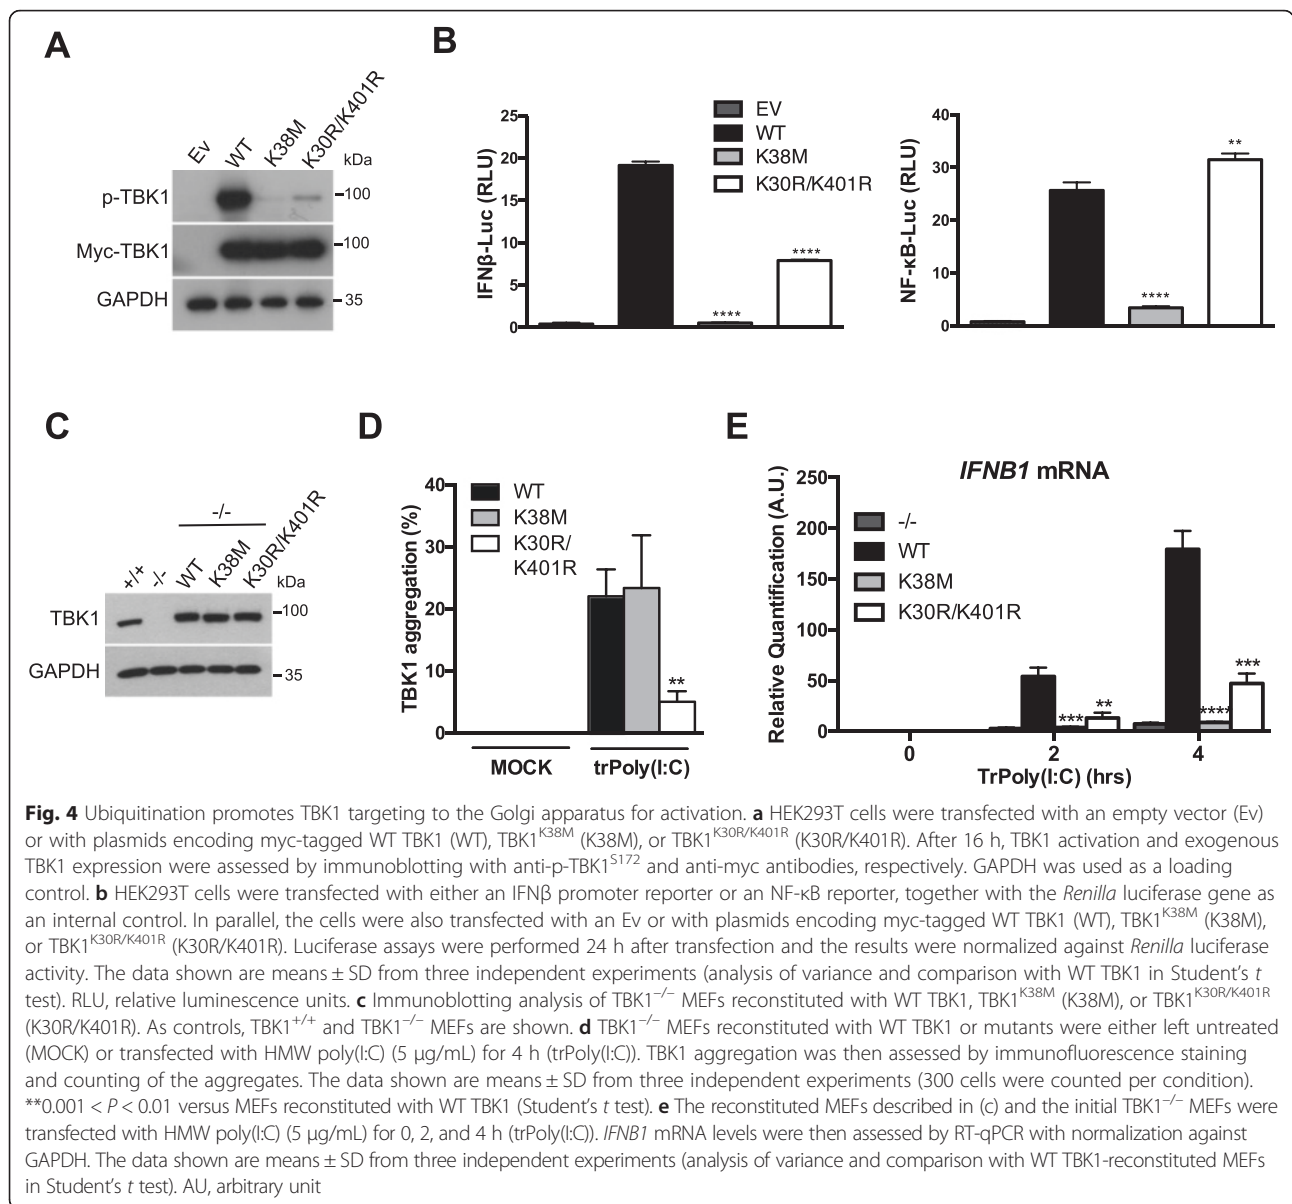 A
Ev
WT
K38M
K30R/K401R
kDa
p-TBK1
100
Myc-TBK1
100
GAPDH
35
B
IFNβ-Luc (RLU)
25
20
15
10
5
0
****
****
EV
WT
K38M
K30R/K401R
NF-κB-Luc (RLU)
40
30
20
10
0
****
**
C
-/-
+/+
-/-
WT
K38M
K30R/K401R
kDa
TBK1
100
GAPDH
35
D
TBK1 aggregation (%)
40
30
20
10
0
WT
K38M
K30R/
K401R
**
MOCK
trPoly(I:C)
E
IFNB1 mRNA
Relative Quantification (A.U.)
250
200
150
100
50
0
-/-
WT
K38M
K30R/K401R
***
**
****
***
0
2
4
TrPoly(I:C) (hrs)
Fig. 4 Ubiquitination promotes TBK1 targeting to the Golgi apparatus for activation. a HEK293T cells were transfected with an empty vector (Ev)
or with plasmids encoding myc-tagged WT TBK1 (WT), TBK1K38M (K38M), or TBK1K30R/K401R (K30R/K401R). After 16 h, TBK1 activation and exogenous
TBK1 expression were assessed by immunoblotting with anti-p-TBK1S172 and anti-myc antibodies, respectively. GAPDH was used as a loading
control. b HEK293T cells were transfected with either an IFNβ promoter reporter or an NF-κB reporter, together with the Renilla luciferase gene as
an internal control. In parallel, the cells were also transfected with an Ev or with plasmids encoding myc-tagged WT TBK1 (WT), TBK1K38M (K38M),
or TBK1K30R/K401R (K30R/K401R). Luciferase assays were performed 24 h after transfection and the results were normalized against Renilla luciferase
activity. The data shown are means ± SD from three independent experiments (analysis of variance and comparison with WT TBK1 in Student's t
test). RLU, relative luminescence units. c Immunoblotting analysis of TBK1−/− MEFs reconstituted with WT TBK1, TBK1K38M (K38M), or TBK1K30R/K401R
(K30R/K401R). As controls, TBK1+/+ and TBK1−/− MEFs are shown. d TBK1−/− MEFs reconstituted with WT TBK1 or mutants were either left untreated
(MOCK) or transfected with HMW poly(I:C) (5 μg/mL) for 4 h (trPoly(I:C)). TBK1 aggregation was then assessed by immunofluorescence staining
and counting of the aggregates. The data shown are means ± SD from three independent experiments (300 cells were counted per condition).
**0.001 < P < 0.01 versus MEFs reconstituted with WT TBK1 (Student's t test). e The reconstituted MEFs described in (c) and the initial TBK1−/− MEFs were
transfected with HMW poly(I:C) (5 μg/mL) for 0, 2, and 4 h (trPoly(I:C)). IFNB1 mRNA levels were then assessed by RT-qPCR with normalization against
GAPDH. The data shown are means ± SD from three independent experiments (analysis of variance and comparison with WT TBK1-reconstituted MEFs
in Student's t test). AU, arbitrary unit